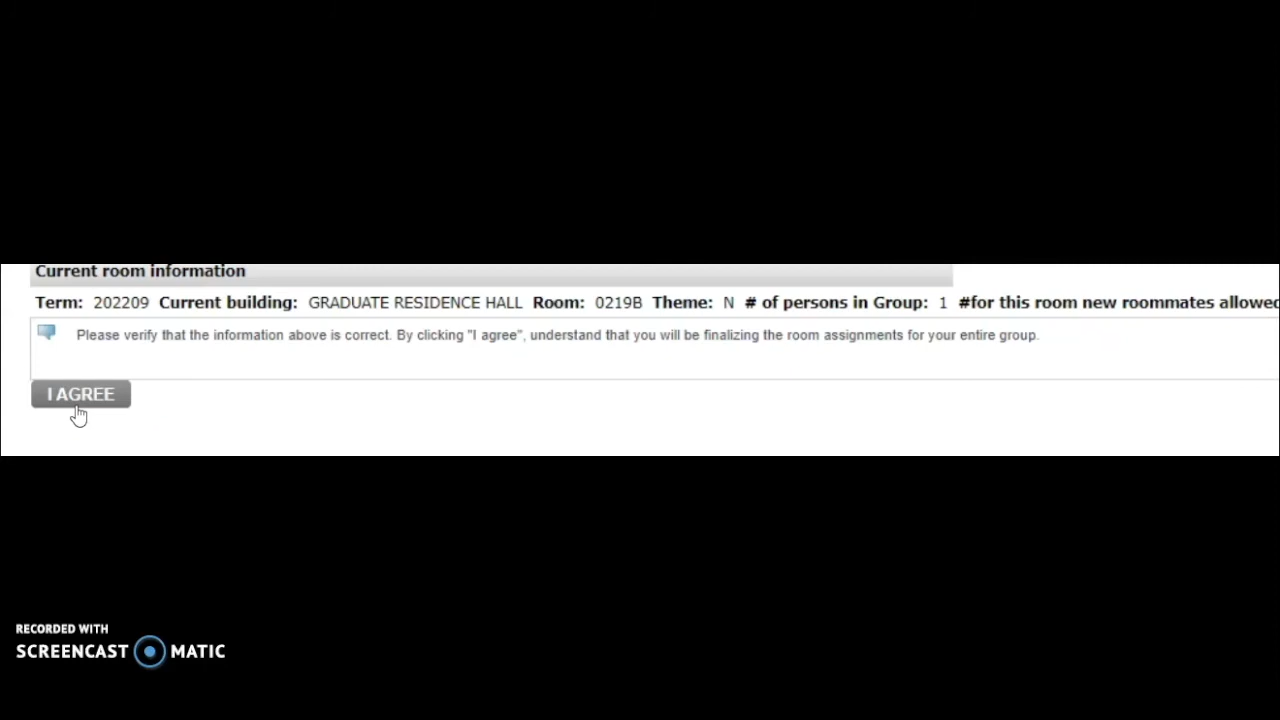 Current room information
Term: 202209 Current building: GRADUATE RESIDENCE HALL Room: 0219B Theme: N # of persons in Group: 1 #for this room new roommates allowed
Please verify that the information above is correct. By clicking "I agree", understand that you will be finalizing the room assignments for your entire group.
I AGREE
RECORDED WITH
SCREENCAST MATIC